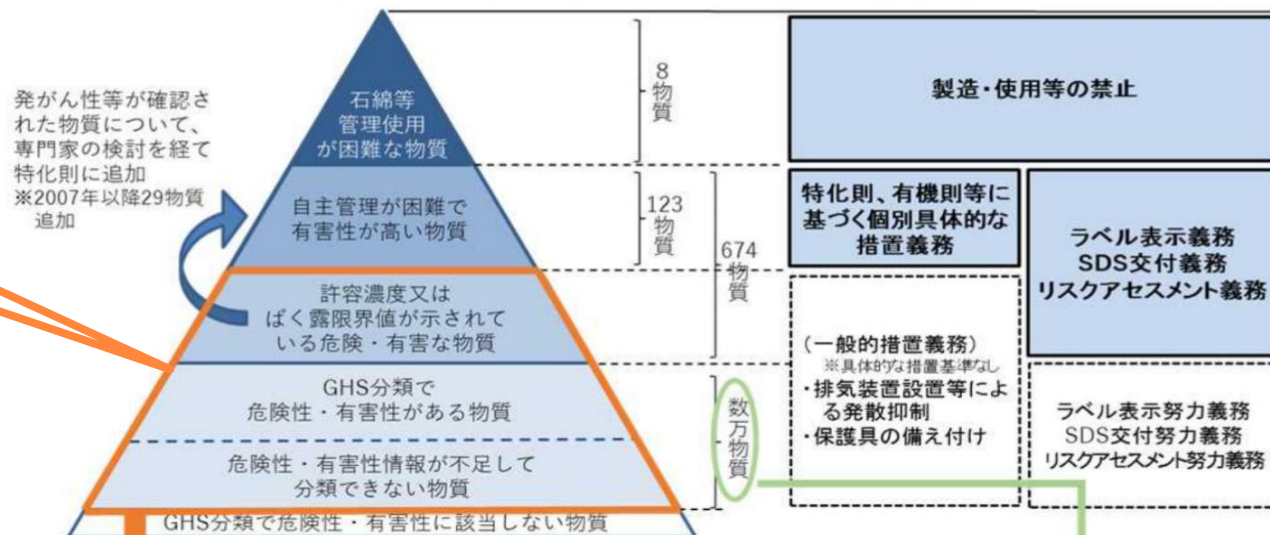 発がん性等が確認さ
れた物質について、
専門家の検討を経て
特化則に追加
※2007年以降29物質
追加
石綿等
管理使用
が困難な物質
自主管理が困難で
有害性が高い物質
許容濃度又は
ばく露限界値が示されて
いる危険・有害な物質
GHS分類で
危険性・有害性がある物質
危険性・有害性情報が不足して
分類できない物質
GHS分類で危険性・有害性に該当しない物質
8
物
質
123
物
質
674
物
質
数
万
物
質
製造・使用等の禁止
特化則、有機則等に
基づく個別具体的な
措置義務
ラベル表示義務
SDS交付義務
リスクアセスメント義務
(一般的措置義務)
※具体的な措置基準なし
・排気装置設置等によ
る発散抑制
・保護具の備え付け
ラベル表示努力義務
SDS交付努力義務
リスクアセスメント努力義務